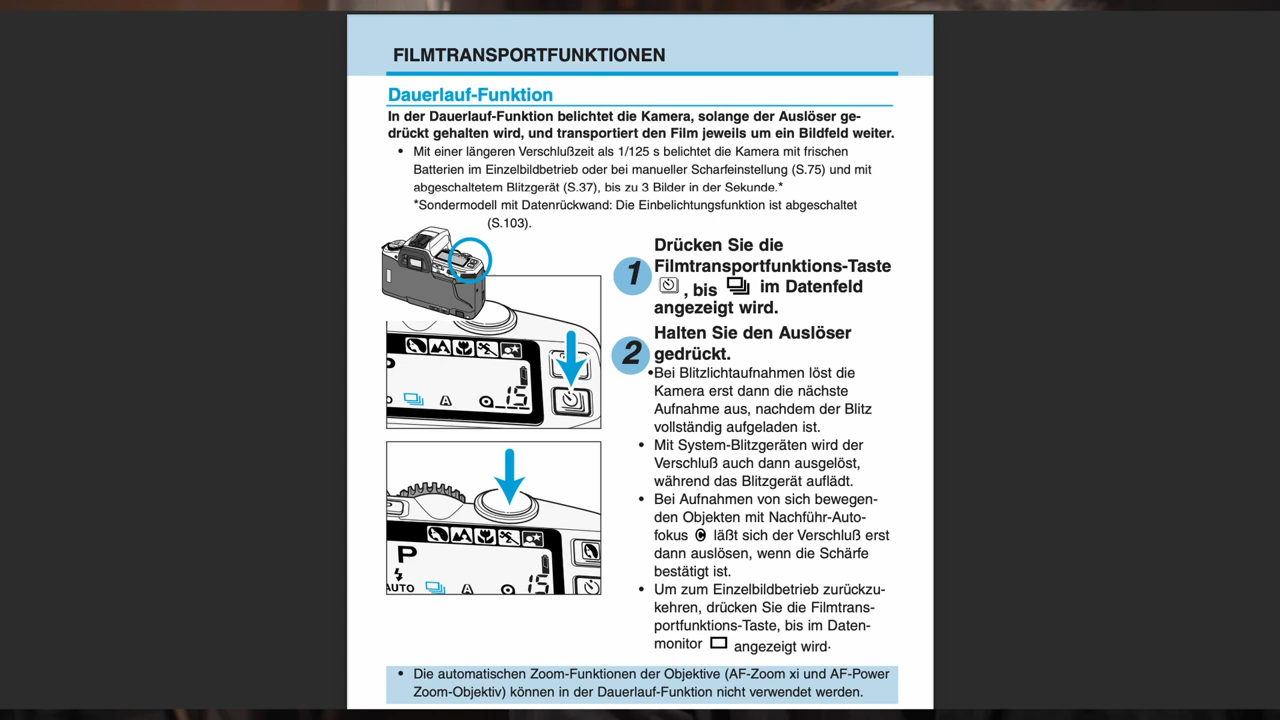 FILMTRANSPORTFUNKTIONEN
Dauerlauf-Funktion
In der Dauerlauf-Funktion belichtet die Kamera, solange der Auslöser ge-
drückt gehalten wird, und transportiert den Film jeweils um ein Bildfeld weiter.
• Mit einer längeren Verschlußzeit als 1/125 s belichtet die Kamera mit frischen
Batterien im Einzelbildbetrieb oder bei manueller Scharfeinstellung (S.75) und mit
abgeschaltetem Blitzgerät (S.37), bis zu 3 Bilder in der Sekunde.*
*Sondermodell mit Datenrückwand: Die Einbelichtungsfunktion ist abgeschaltet
(S.103).
1
Drücken Sie die
Filmtransportfunktions-Taste
, bis im Datenfeld
angezeigt wird.
2
Halten Sie den Auslöser
gedrückt.
•Bei Blitzlichtaufnahmen löst die
Kamera erst dann die nächste
Aufnahme aus, nachdem der Blitz
vollständig aufgeladen ist.
• Mit System-Blitzgeräten wird der
Verschluß auch dann ausgelöst,
während das Blitzgerät auflädt.
• Bei Aufnahmen von sich bewegen-
den Objekten mit Nachführ-Auto-
fokus läßt sich der Verschluß erst
dann auslösen, wenn die Schärfe
bestätigt ist.
• Um zum Einzelbildbetrieb zurückzu-
kehren, drücken Sie die Filmtrans-
portfunktions-Taste, bis im Daten-
monitor angezeigt wird.
P
A 15
P
AUTO A 15
• Die automatischen Zoom-Funktionen der Objektive (AF-Zoom xi und AF-Power
Zoom-Objektiv) können in der Dauerlauf-Funktion nicht verwendet werden.